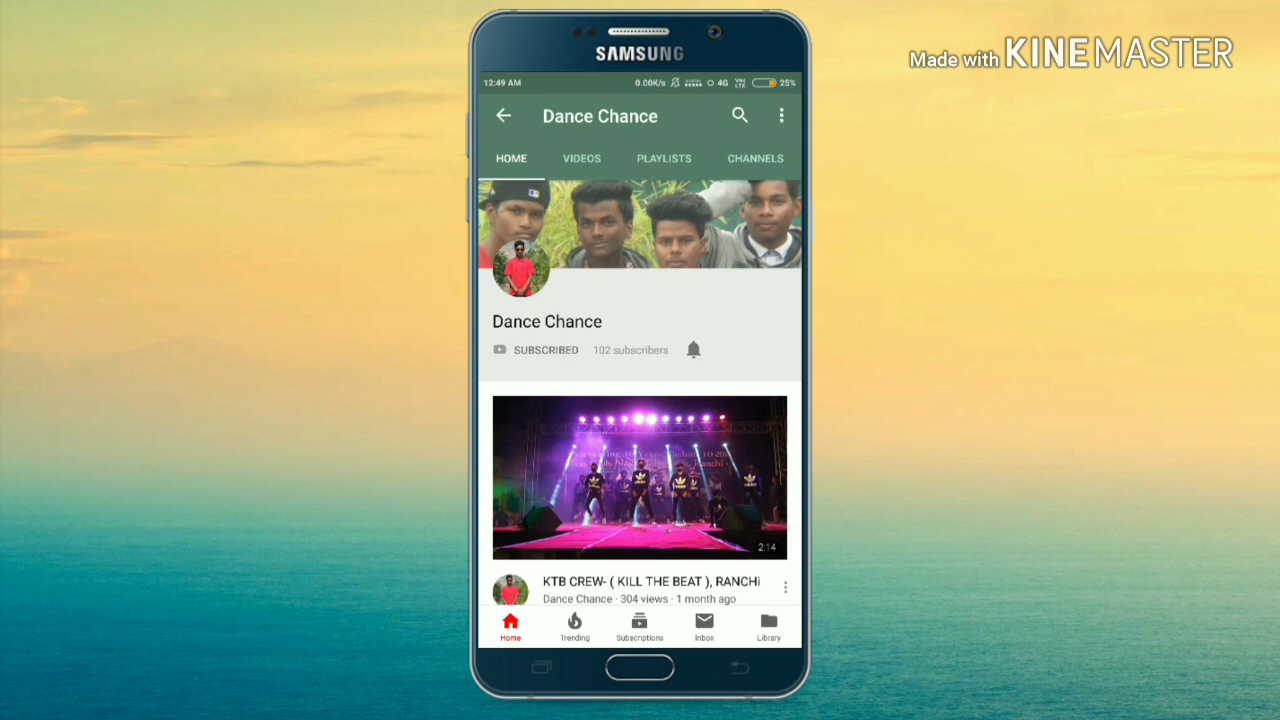 Made with KINEMASTER
SAMSUNG
12:49 AM 0.00K/s 4G VoLTE 25%
Dance Chance
HOME VIDEOS PLAYLISTS CHANNELS
Dance Chance
SUBSCRIBED 102 subscribers
2:14
KTB CREW- ( KILL THE BEAT ), RANCHi
Dance Chance · 304 views · 1 month ago
Home Trending Subscriptions Inbox Library